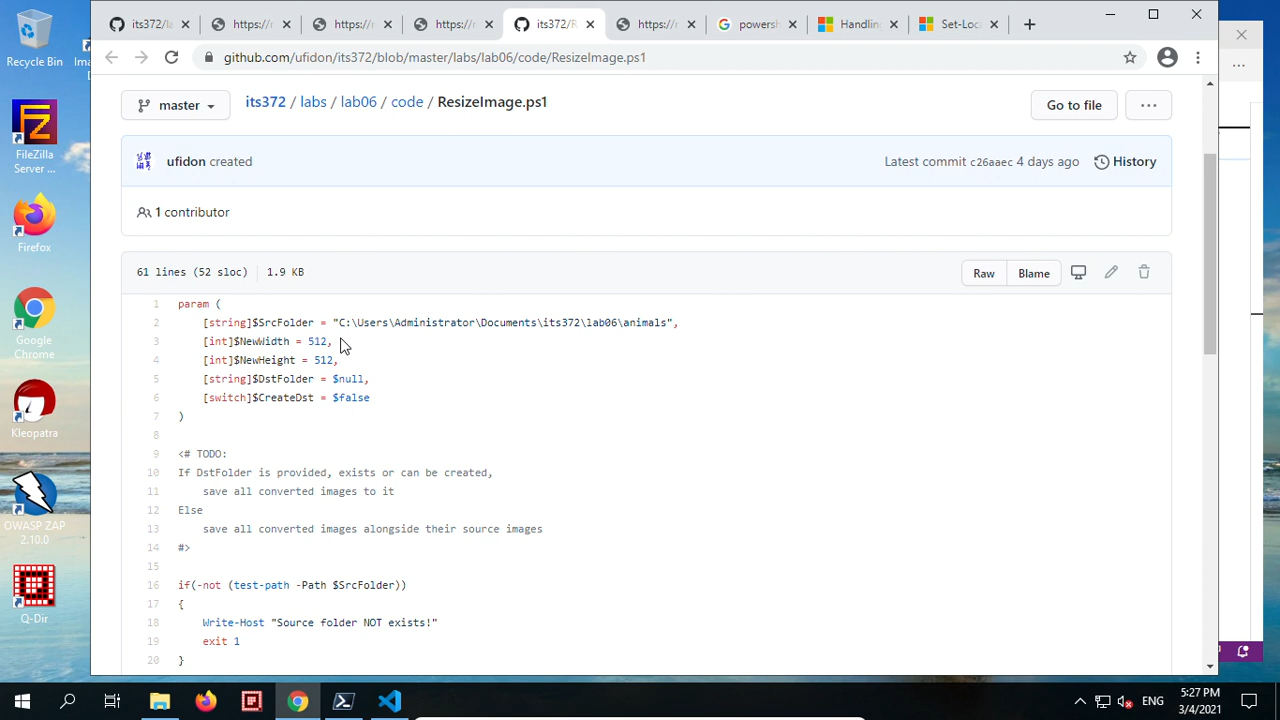 its372/la
https://r
https://r
https://r
its372/R
https://r
powersh
Handling
Set-Loca
github.com/ufidon/its372/blob/master/labs/lab06/code/ResizeImage.ps1
master
its372 / labs / lab06 / code / ResizeImage.ps1
Go to file
ufidon created
Latest commit c26aaec 4 days ago
History
1 contributor
61 lines (52 sloc) 1.9 KB
Raw
Blame
1 param (
2 [string]$SrcFolder = "C:\Users\Administrator\Documents\its372\lab06\animals",
3 [int]$NewWidth = 512,
4 [int]$NewHeight = 512,
5 [string]$DstFolder = $null,
6 [switch]$CreateDst = $false
7 )
8
9 <# TODO:
10 If DstFolder is provided, exists or can be created,
11 save all converted images to it
12 Else
13 save all converted images alongside their source images
14 #>
15
16 if(-not (test-path -Path $SrcFolder))
17 {
18 Write-Host "Source folder NOT exists!"
19 exit 1
20 }
Recycle Bin
FileZilla
Server ...
Firefox
Google
Chrome
Kleopatra
OWASP ZAP
2.10.0
Q-Dir
ENG
5:27 PM
3/4/2021